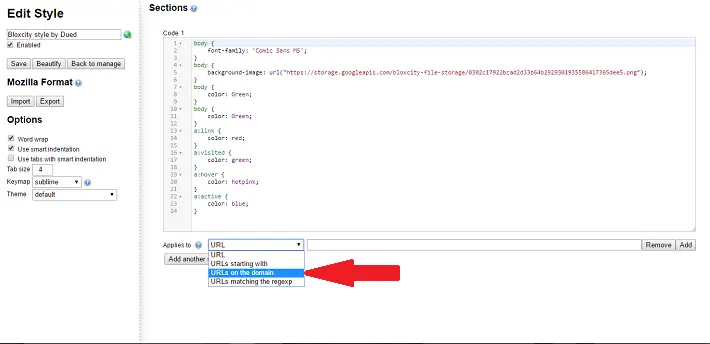 Edit Style
Bloxcity style by Dued
Enabled
Save Beautify Back to manage
Mozilla Format
Import Export
Options
Word wrap
Use smart indentation
Use tabs with smart indentation
Tab size 4
Keymap sublime
Theme default
Sections
Code 1
1 body {
2 font-family: 'Comic Sans MS';
3 }
4 body {
5 background-image: url("https://storage.googleapis.com/bloxcity-file-storage/0382c17922bcad2d33b64b2929301935586417365dee5.png");
6 }
7 body {
8 color: Green;
9 }
10 body {
11 color: Green;
12 }
13 a:link {
14 color: red;
15 }
16 a:visited {
17 color: green;
18 }
19 a:hover {
20 color: hotpink;
21 }
22 a:active {
23 color: blue;
24 }
Applies to URL Remove Add
URL
URLs starting with
URLs on the domain
URLs matching the regexp
Add another